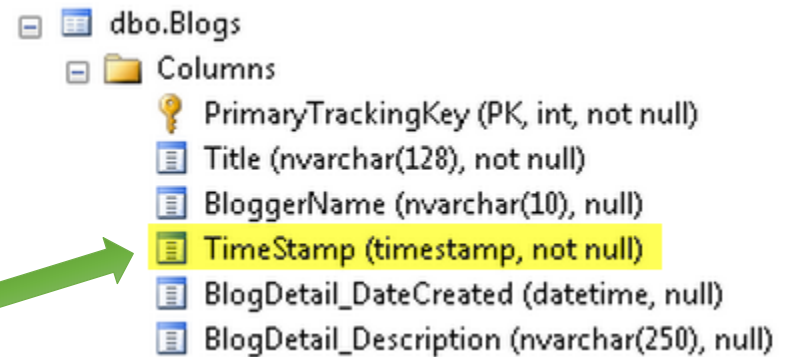 dbo.Blogs
Columns
PrimaryTrackingKey (PK, int, not null)
Title (nvarchar(128), not null)
BloggerName (nvarchar(10), null)
TimeStamp (timestamp, not null)
BlogDetail_DateCreated (datetime, null)
BlogDetail_Description (nvarchar(250), null)